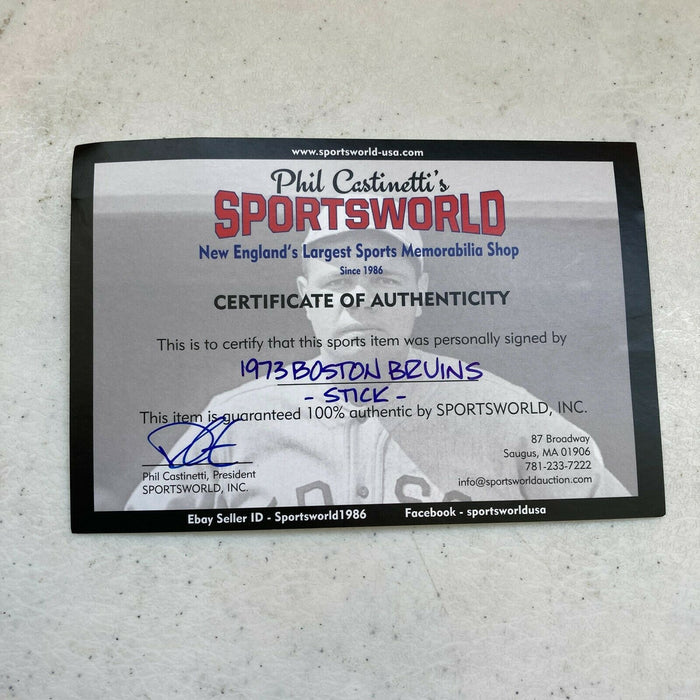 www.sportsworld-usa.com
Phil Castinetti's
SPORTSWORLD
New England's Largest Sports Memorabilia Shop
Since 1986
CERTIFICATE OF AUTHENTICITY
This is to certify that this sports item was personally signed by
1973 BOSTON BRUINS
- STICK -
This item is guaranteed 100% authentic by SPORTSWORLD, INC.
Phil Castinetti, President
SPORTSWORLD, INC.
87 Broadway
Saugus, MA 01906
781-233-7222
info@sportsworldauction.com
Ebay Seller ID - Sportsworld1986 Facebook - sportsworldusa